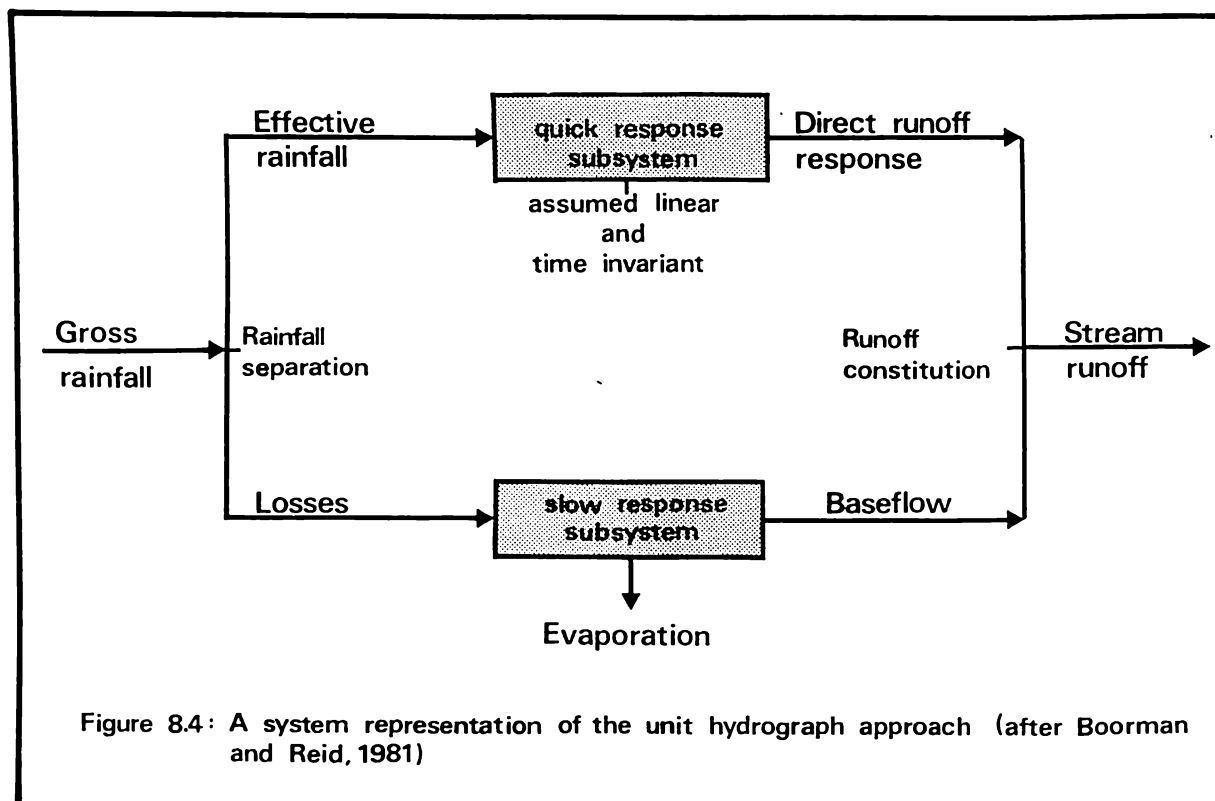 Effective
rainfall
quick response
subsystem
Direct runoff
response
assumed linear
and
time invariant
Gross
rainfall
Rainfall
separation
Runoff
constitution
Stream
runoff
Losses
slow response
subsystem
Baseflow
Evaporation
Figure 8.4: A system representation of the unit hydrograph approach (after Boorman
and Reid, 1981)